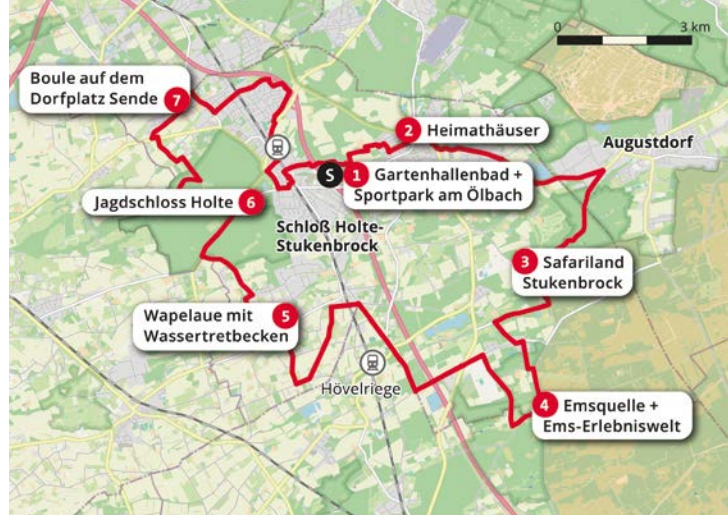 0 3 km
Boule auf dem
Dorfplatz Sende 7
2 Heimathäuser
Augustdorf
S
1 Gartenhallenbad +
Sportpark am Ölbach
Jagdschloss Holte 6
Schloß Holte-
Stukenbrock
3 Safariland
Stukenbrock
Wapelaue mit
Wassertretbecken 5
Hövelriege
4 Emsquelle +
Ems-Erlebniswelt